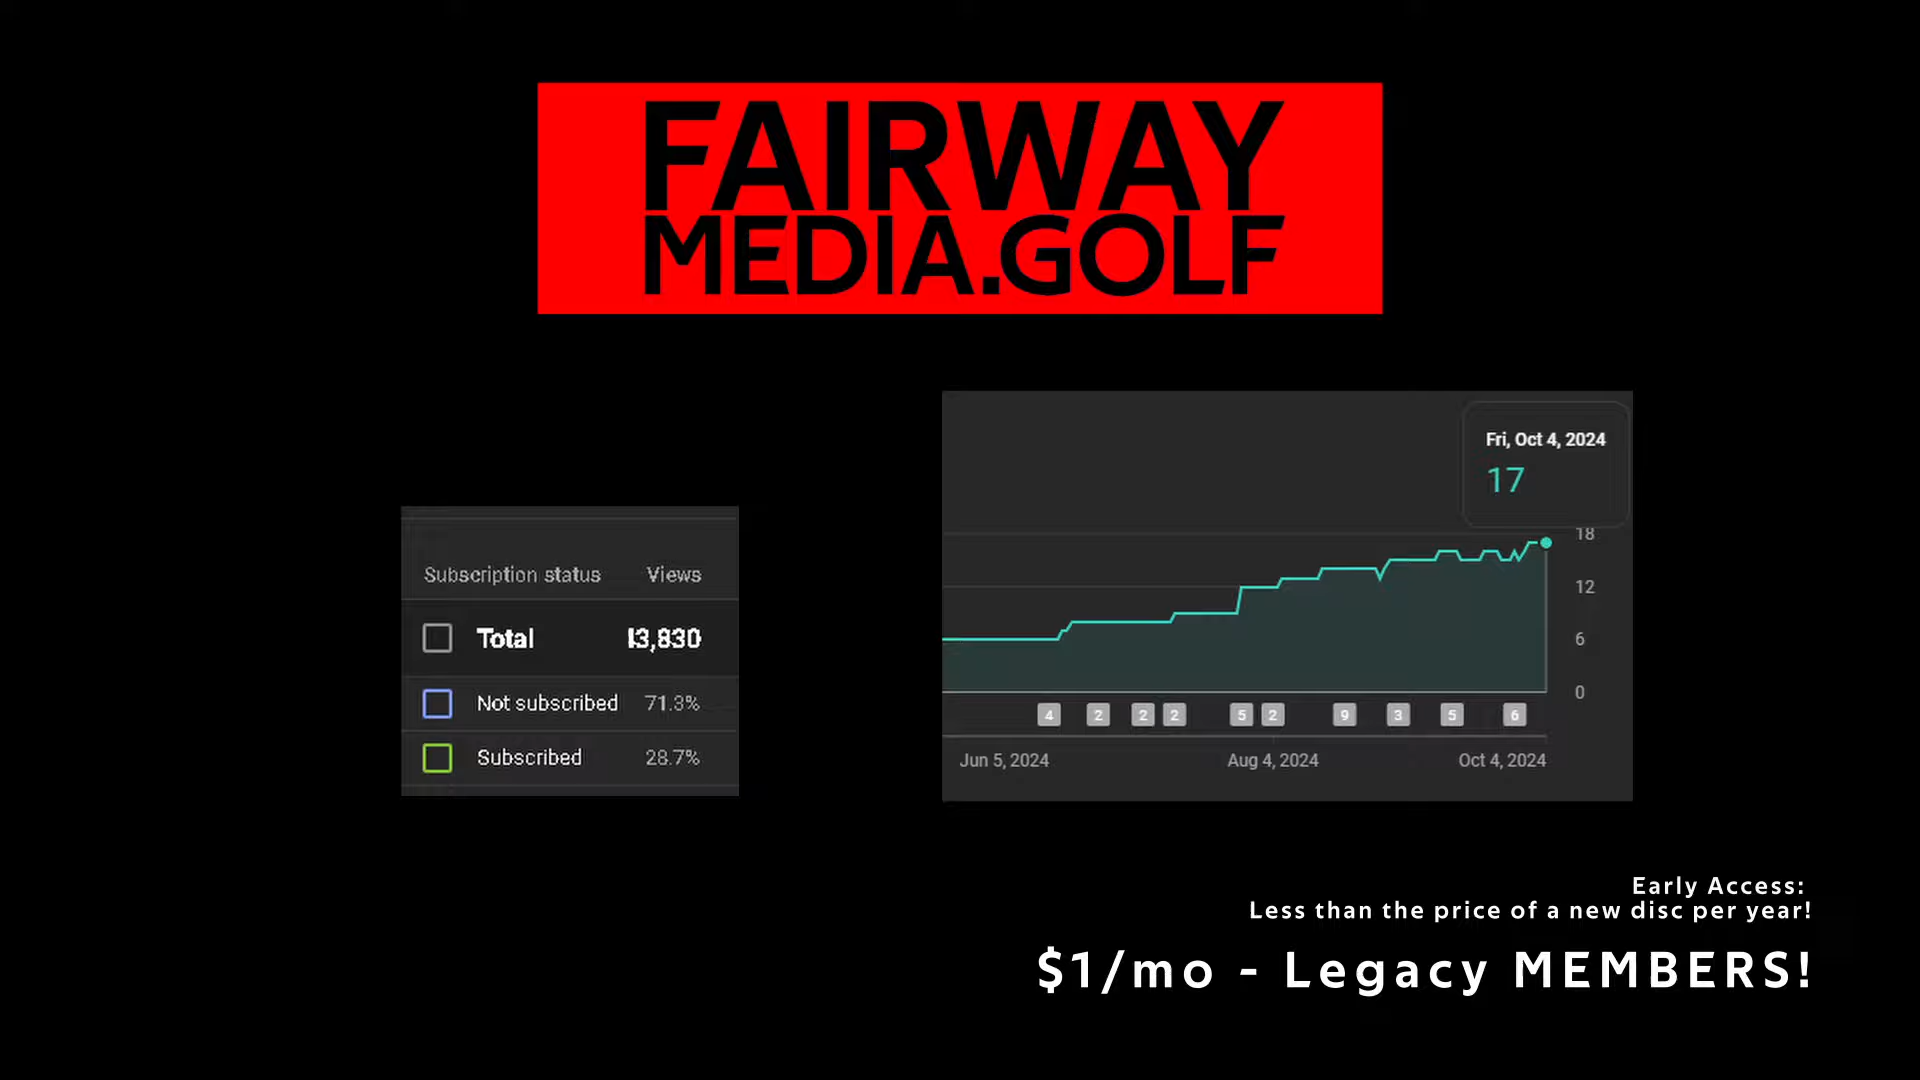 FAIRWAY
MEDIA.GOLF
Subscription status Views
Total 13,830
Not subscribed 71.3%
Subscribed 28.7%
Fri, Oct 4, 2024
17
18
12
6
0
4 2 2 2 5 2 9 3 5 6
Jun 5, 2024 Aug 4, 2024 Oct 4, 2024
Early Access:
Less than the price of a new disc per year!
$1/mo - Legacy MEMBERS!